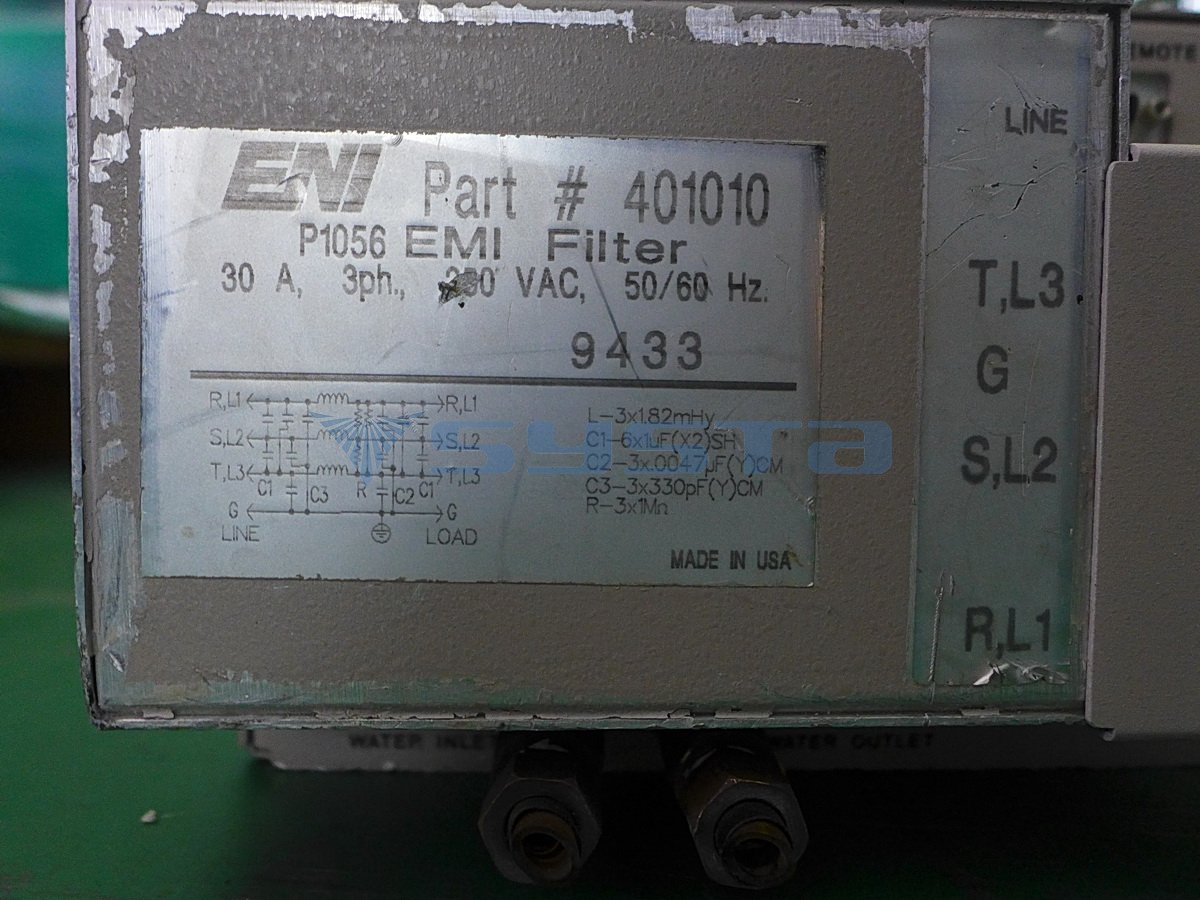 ENI Part # 401010
P1056 EMI Filter
30 A, 3ph., VAC, 50/60 Hz.
9433
R,L1 R,L1
S,L2 S,L2
T,L3 T,L3
C1 C3 R C2 C1
G G
LINE LOAD
L-3x1.82mHy
C1-6x1uF(X2)SH
C2-3x.0047µF(Y)CM
C3-3x330pF(Y)CM
R-3x1MΩ
MADE IN USA
syta
LINE
T,L3
G
S,L2
R,L1
WATER INLET
WATER OUTLET